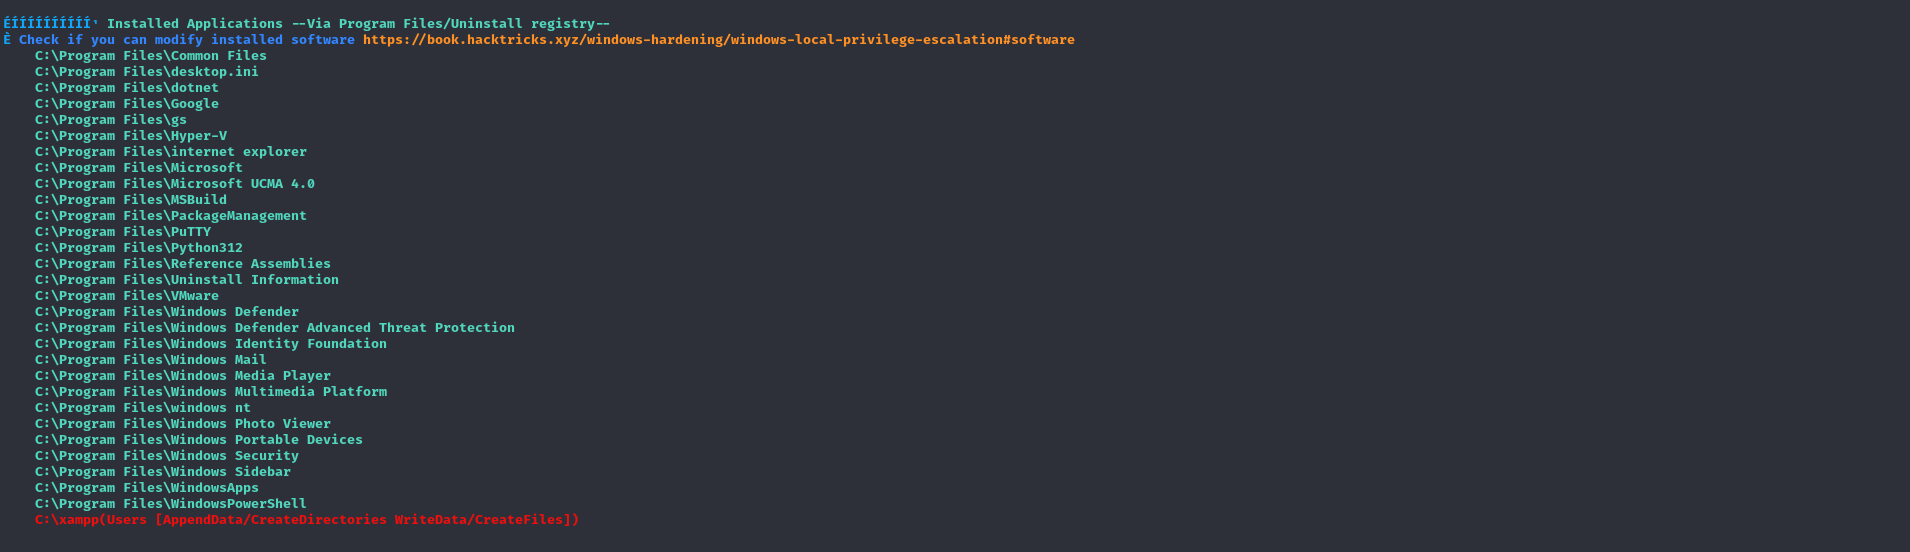 ÉÍÍÍÍÍÍÍÍÍÍ¹ Installed Applications --Via Program Files/Uninstall registry--
È Check if you can modify installed software https://book.hacktricks.xyz/windows-hardening/windows-local-privilege-escalation#software
C:\Program Files\Common Files
C:\Program Files\desktop.ini
C:\Program Files\dotnet
C:\Program Files\Google
C:\Program Files\gs
C:\Program Files\Hyper-V
C:\Program Files\internet explorer
C:\Program Files\Microsoft
C:\Program Files\Microsoft UCMA 4.0
C:\Program Files\MSBuild
C:\Program Files\PackageManagement
C:\Program Files\PuTTY
C:\Program Files\Python312
C:\Program Files\Reference Assemblies
C:\Program Files\Uninstall Information
C:\Program Files\VMware
C:\Program Files\Windows Defender
C:\Program Files\Windows Defender Advanced Threat Protection
C:\Program Files\Windows Identity Foundation
C:\Program Files\Windows Mail
C:\Program Files\Windows Media Player
C:\Program Files\Windows Multimedia Platform
C:\Program Files\windows nt
C:\Program Files\Windows Photo Viewer
C:\Program Files\Windows Portable Devices
C:\Program Files\Windows Security
C:\Program Files\Windows Sidebar
C:\Program Files\WindowsApps
C:\Program Files\WindowsPowerShell
C:\xampp(Users [AppendData/CreateDirectories WriteData/CreateFiles])